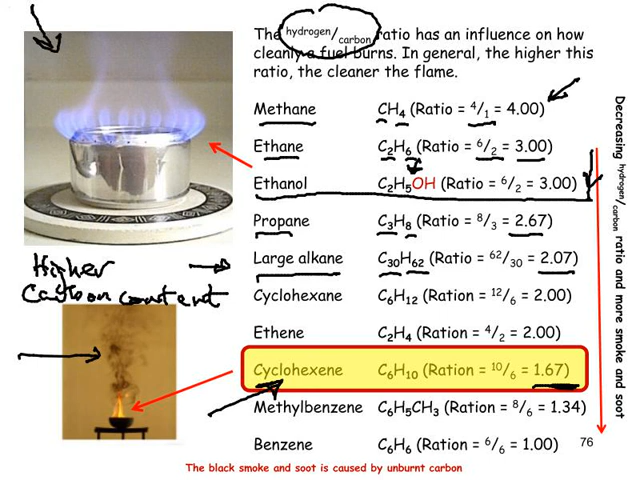 The hydrogen/carbon ratio has an influence on how
cleanly a fuel burns. In general, the higher this
ratio, the cleaner the flame.
Methane CH₄ (Ratio = ⁴/₁ = 4.00)
Ethane C₂H₆ (Ratio = ⁶/₂ = 3.00)
Ethanol C₂H₅OH (Ratio = ⁶/₂ = 3.00)
Propane C₃H₈ (Ratio = ⁸/₃ = 2.67)
Large alkane C₃₀H₆₂ (Ratio = ⁶²/₃₀ = 2.07)
Cyclohexane C₆H₁₂ (Ratio = ¹²/₆ = 2.00)
Ethene C₂H₄ (Ratio = ⁴/₂ = 2.00)
Cyclohexene C₆H₁₀ (Ration = ¹⁰/₆ = 1.67)
Methylbenzene C₆H₅CH₃ (Ration = ⁸/₆ = 1.34)
Benzene C₆H₆ (Ration = ⁶/₆ = 1.00)
76
Decreasing hydrogen/carbon ratio and more smoke and soot
Higher
Carbon content
The black smoke and soot is caused by unburnt carbon